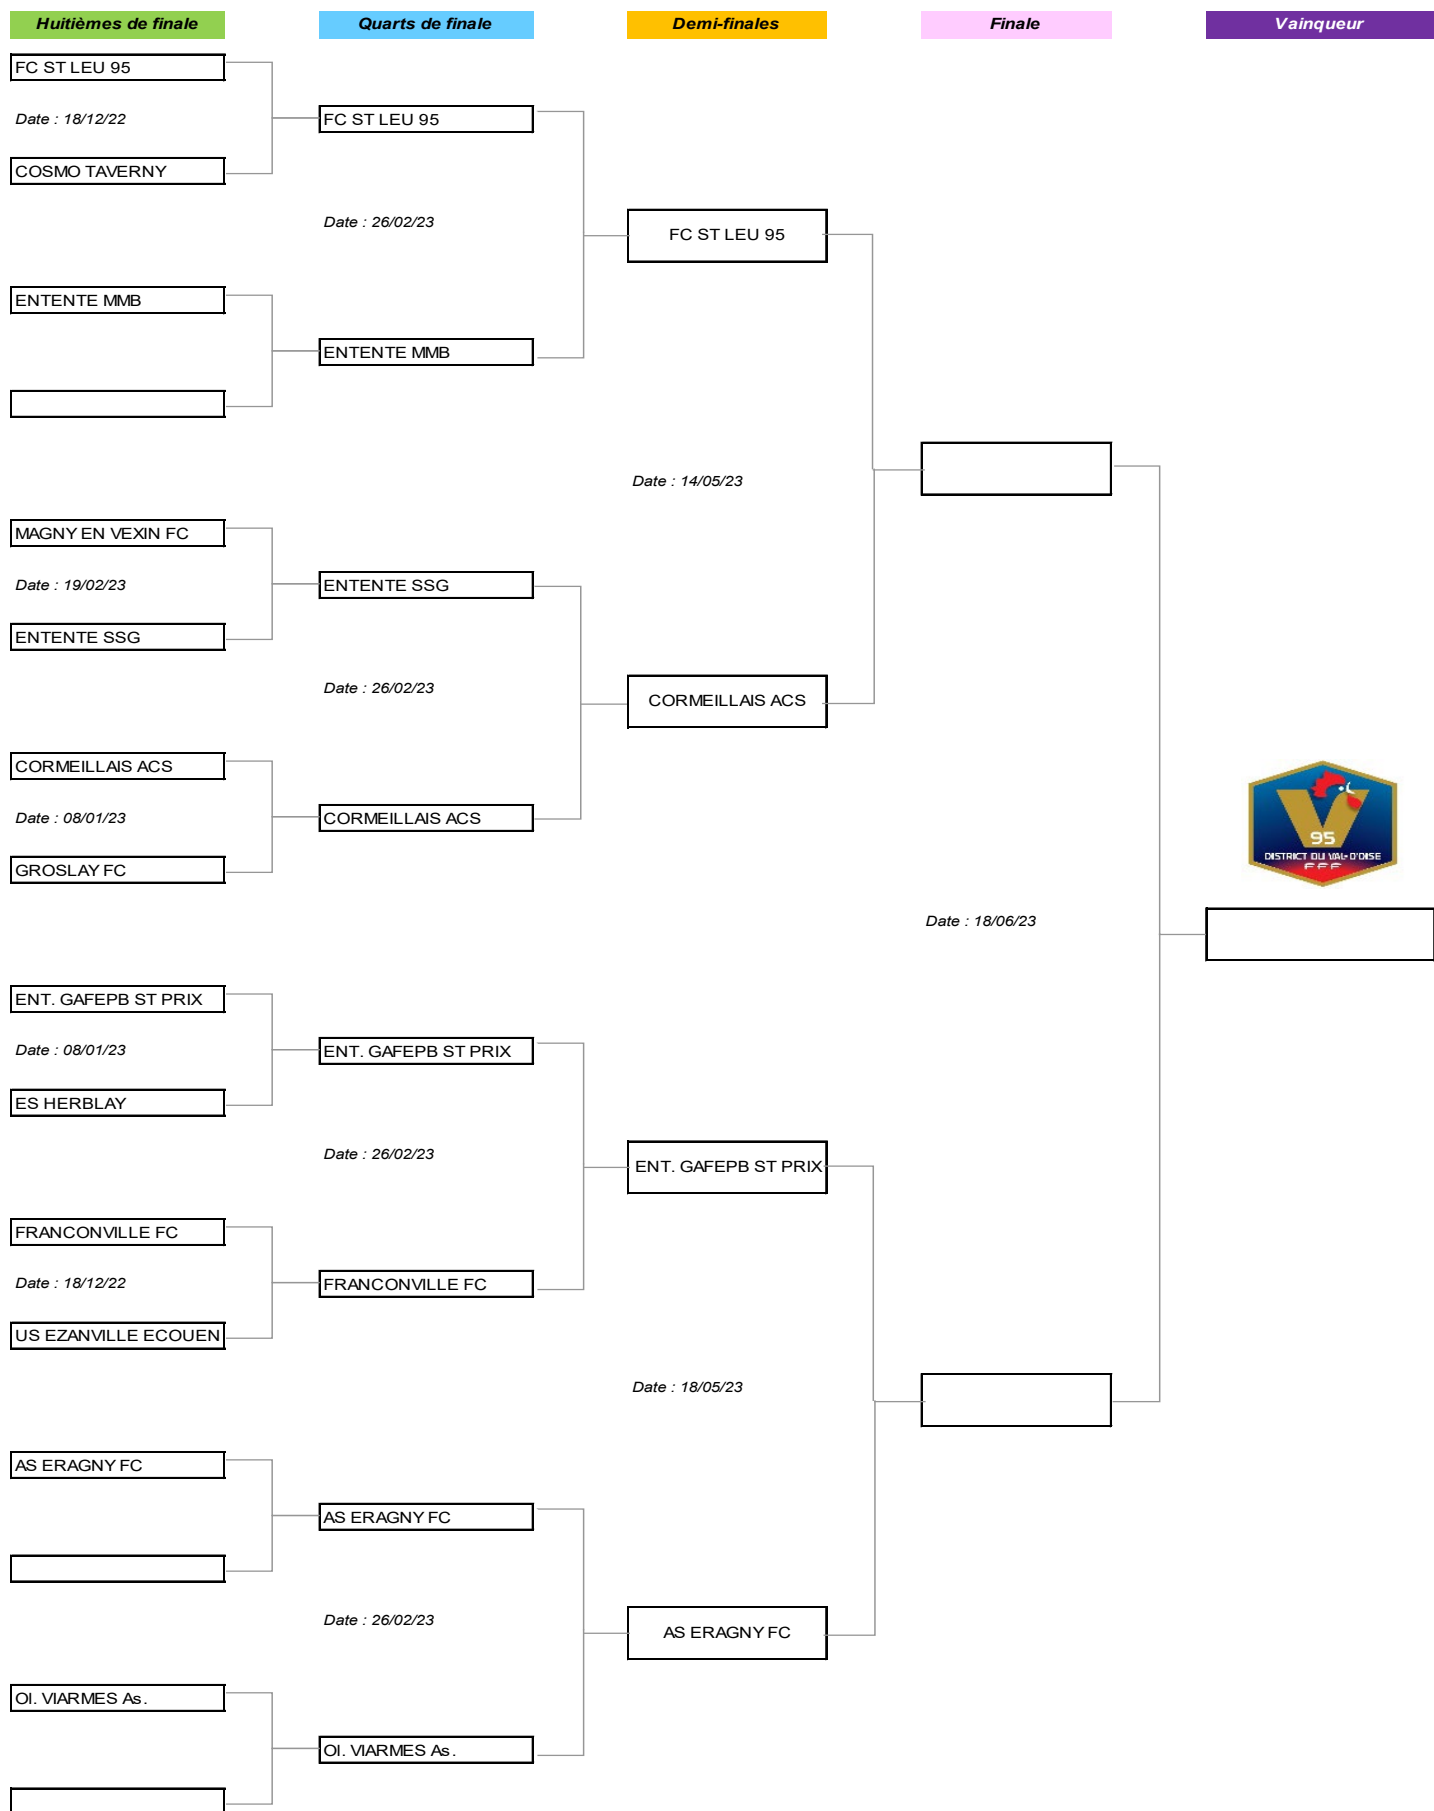 Huitièmes de finale
Quarts de finale
Demi-finales
Finale
Vainqueur
FC ST LEU 95
Date : 18/12/22
FC ST LEU 95
COSMO TAVERNY
Date : 26/02/23
FC ST LEU 95
ENTENTE MMB
ENTENTE MMB
Date : 14/05/23
MAGNY EN VEXIN FC
Date : 19/02/23
ENTENTE SSG
ENTENTE SSG
Date : 26/02/23
CORMEILLAIS ACS
CORMEILLAIS ACS
Date : 08/01/23
CORMEILLAIS ACS
GROSLAY FC
95
DISTRICT DU VAL-D'OISE
FFF
Date : 18/06/23
ENT. GAFEPB ST PRIX
Date : 08/01/23
ENT. GAFEPB ST PRIX
ES HERBLAY
Date : 26/02/23
ENT. GAFEPB ST PRIX
FRANCONVILLE FC
Date : 18/12/22
FRANCONVILLE FC
US EZANVILLE ECOUEN
Date : 18/05/23
AS ERAGNY FC
AS ERAGNY FC
Date : 26/02/23
AS ERAGNY FC
Ol. VIARMES As.
Ol. VIARMES As.